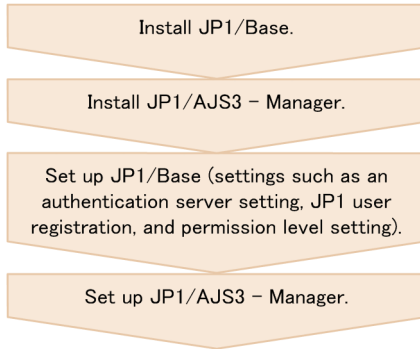 Install JP1/Base.
Install JP1/AJS3 - Manager.
Set up JP1/Base (settings such as an
authentication server setting, JP1 user
registration, and permission level setting).
Set up JP1/AJS3 - Manager.